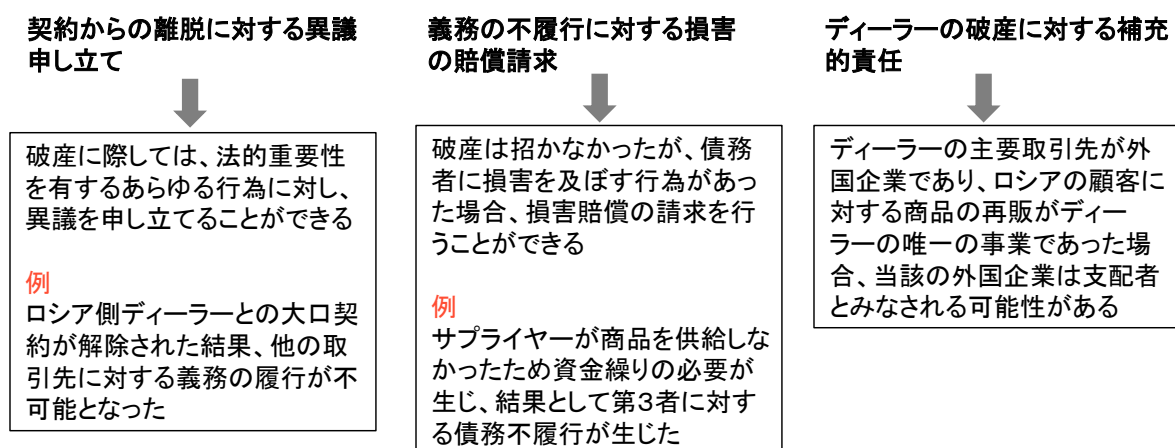 契約からの離脱に対する異議
申し立て
破産に際しては、法的重要性
を有するあらゆる行為に対し、
異議を申し立てることができる
例
ロシア側ディーラーとの大口契
約が解除された結果、他の取
引先に対する義務の履行が不
可能となった
義務の不履行に対する損害
の賠償請求
破産は招かなかったが、債務
者に損害を及ぼす行為があっ
た場合、損害賠償の請求を行
うことができる
例
サプライヤーが商品を供給しな
かったため資金繰りの必要が
生じ、結果として第3者に対す
る債務不履行が生じた
ディーラーの破産に対する補充
的責任
ディーラーの主要取引先が外
国企業であり、ロシアの顧客に
対する商品の再販がディー
ラーの唯一の事業であった場
合、当該の外国企業は支配者
とみなされる可能性がある